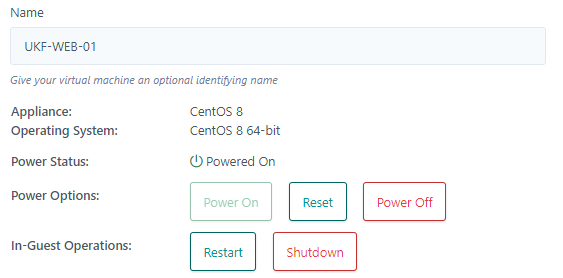 Name
UKF-WEB-01
Give your virtual machine an optional identifying name
Appliance: CentOS 8
Operating System: CentOS 8 64-bit
Power Status: Powered On
Power Options: Power On Reset Power Off
In-Guest Operations: Restart Shutdown